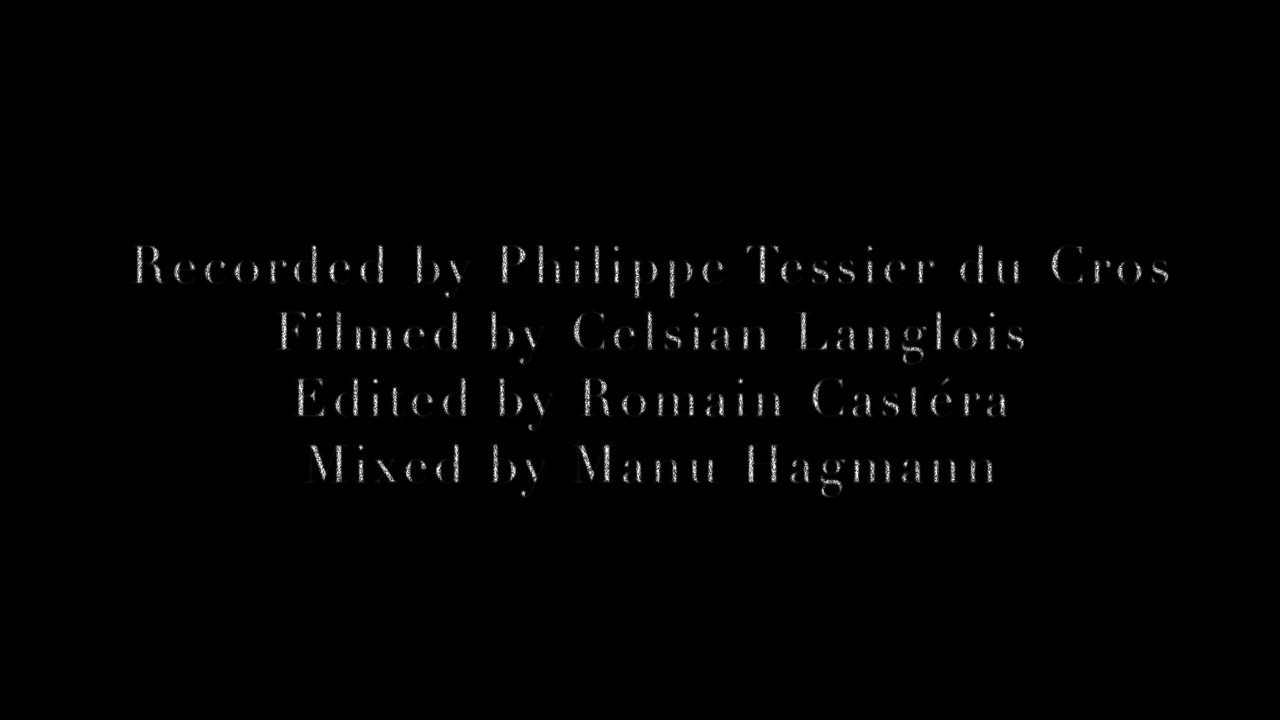 Recorded by Philippe Tessier du Cros
Filmed by Celsian Langlois
Edited by Romain Castéra
Mixed by Manu Hagmann